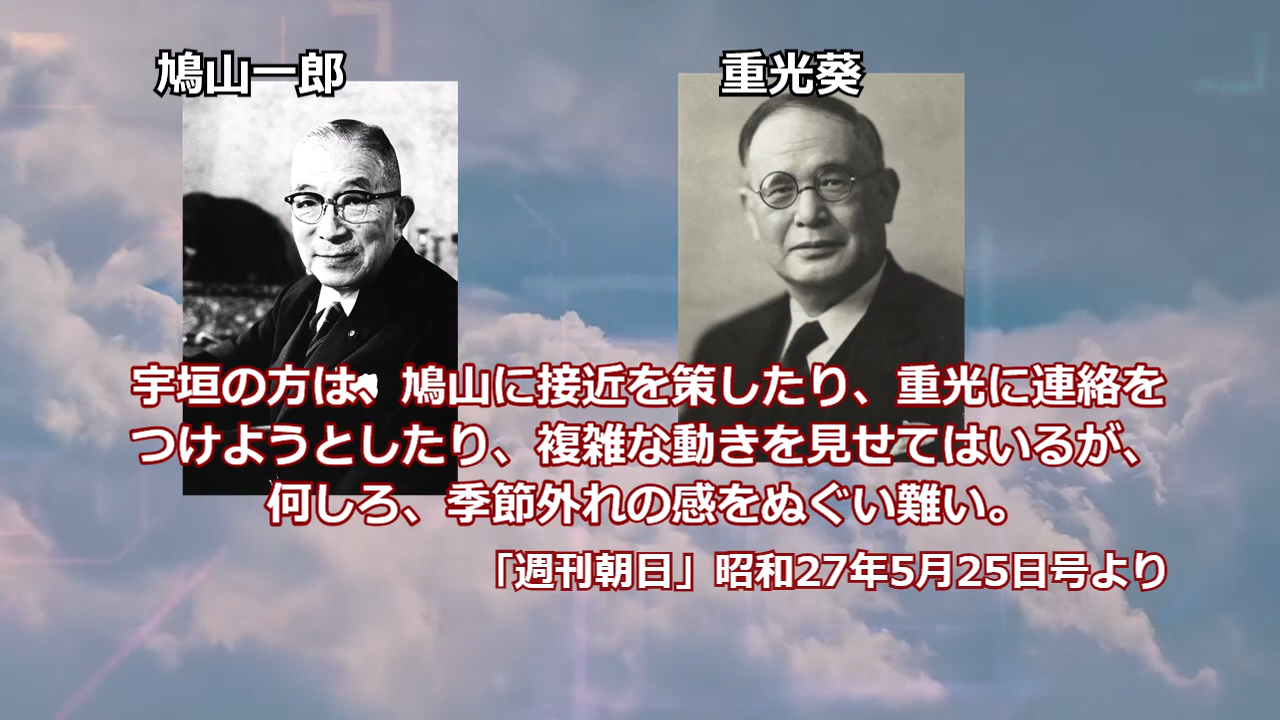 鳩山一郎
重光葵
宇垣の方は、鳩山に接近を策したり、重光に連絡を
つけようとしたり、複雑な動きを見せてはいるが、
何しろ、季節外れの感をぬぐい難い。
「週刊朝日」昭和27年5月25日号より